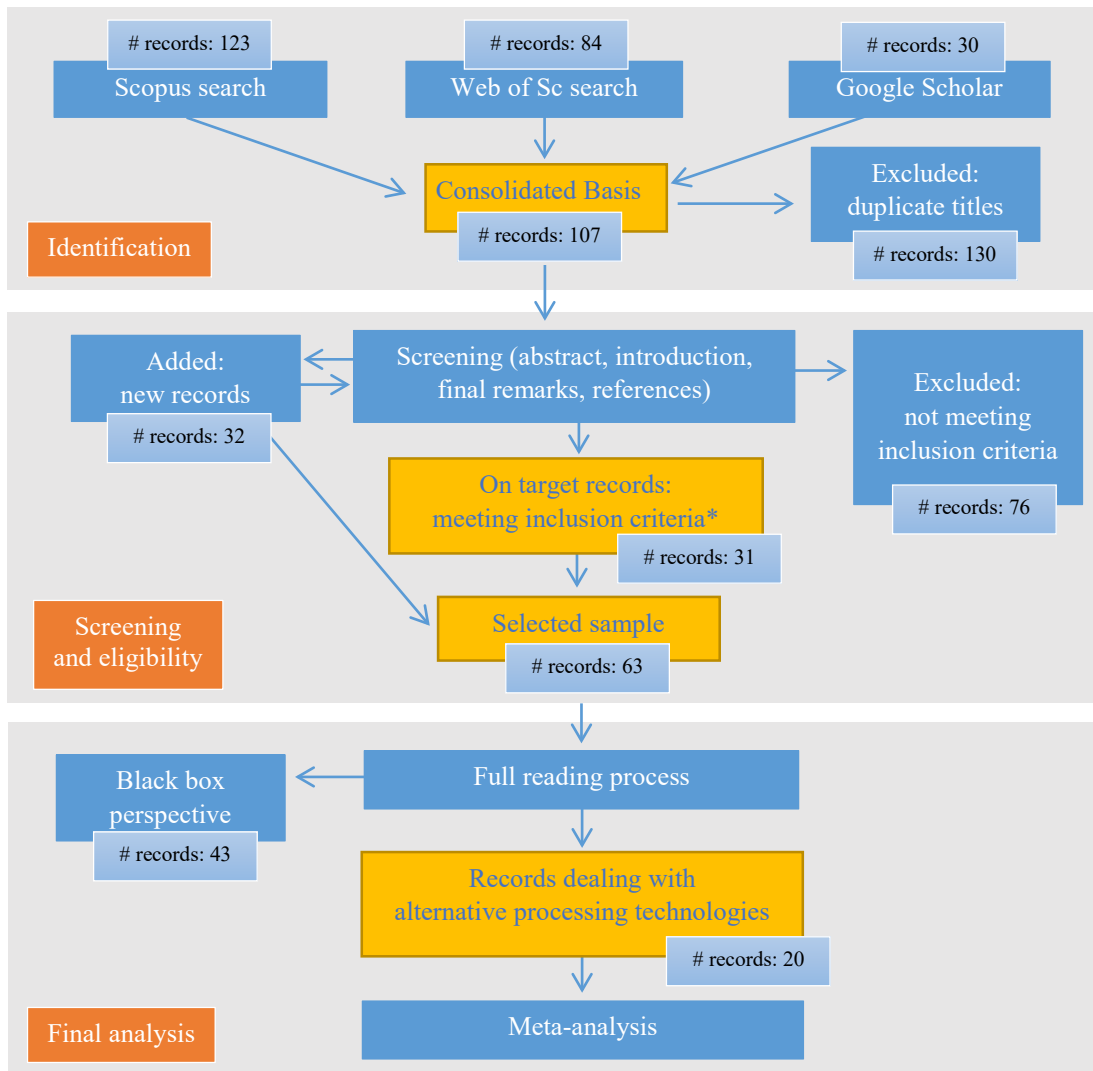 # records: 123
Scopus search
# records: 84
Web of Sc search
# records: 30
Google Scholar
Consolidated Basis
# records: 107
Excluded:
duplicate titles
# records: 130
Identification
Added:
new records
# records: 32
Screening (abstract, introduction,
final remarks, references)
Excluded:
not meeting
inclusion criteria
# records: 76
On target records:
meeting inclusion criteria*
# records: 31
Selected sample
# records: 63
Screening
and eligibility
Full reading process
Black box
perspective
# records: 43
Records dealing with
alternative processing technologies
# records: 20
Meta-analysis
Final analysis